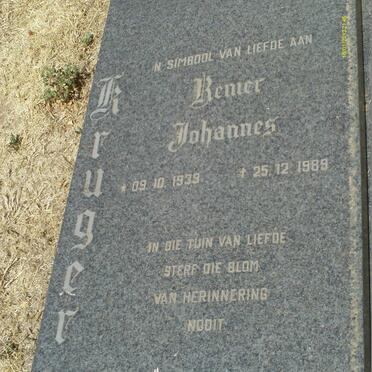 Kruger
'N SIMBOOL VAN LIEFDE AAN
Renier
Johannes
* 09.10.1939 + 25.12.1989
IN DIE TUIN VAN LIEFDE
STERF DIE BLOM
VAN HERINNERING
NOOIT